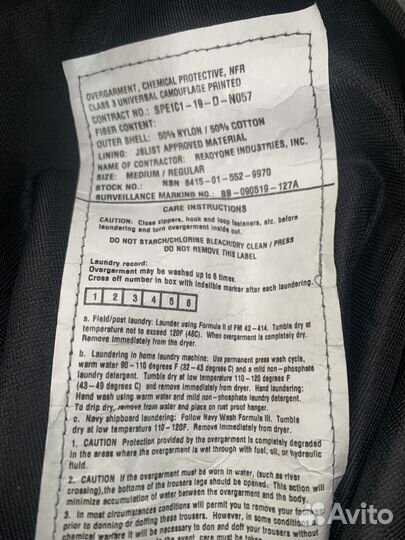 OVERGARMENT, CHEMICAL PROTECTIVE, NFR
CLASS 3 UNIVERSAL CAMOUFLAGE PRINTED
CONTRACT NO.: SPE1C1-19-D-N057
FIBER CONTENT:
OUTER SHELL: 50% NYLON / 50% COTTON
LINING: JSLIST APPROVED MATERIAL
NAME OF CONTRACTOR: READYONE INDUSTRIES, INC.
SIZE: MEDIUM / REGULAR
STOCK NO.: NSN 8415-01-552-9970
SURVEILLANCE MARKING NO.: BB-090519-127A
CARE INSTRUCTIONS
CAUTION: Close zippers, hook and loop fasteners, etc. before
laundering and turn overgarment inside out.
DO NOT STARCH/CHLORINE BLEACH/DRY CLEAN / PRESS
DO NOT REMOVE THIS LABEL
Laundry record:
Overgarment may be washed up to 6 times.
Cross off number in box with indelible marker after each laundering.
1 2 3 4 5 6
a. Field/post laundry: Launder using Formula II of FM 42-414. Tumble dry at
temperature not to exceed 120F (48C). When overgarment is completely dry.
Remove immediately from the dryer.
b. Laundering in home laundry machine: Use permanent press wash cycle,
warm water 90-110 degrees F (32-43 degrees C) and a mild non-phosphate
laundry detergent. Tumble dry at low temperature 110-120 degrees F
(43-49 degrees C) and remove immediately from dryer. Hand laundering:
Hand wash using warm water and mild non-phosphate laundry detergent.
To drip dry, remove from water and place on rust proof hanger.
c. Navy shipboard laundering: Follow Navy Wash Formula III. Tumble
dry at low temperature 110-120F. Remove immediately from dryer.
1. CAUTION Protection provided by the overgarment is completely degraded
in the areas where the overgarment is wet through with fuel, oil, or hydraulic
fluid.
2. CAUTION If the overgarment must be worn in water, (such as river
crossing), the bottoms of the trousers legs should be opened. This action will
minimize accumulation of water between the overgarment and the body.
3. In most circumstances conditions will permit you to remove your
prior to donning or doffing these trousers. However, in some conditions
chemical warfare it will be necessary to don and doff your trousers without
in the event, care must be taken
Avito